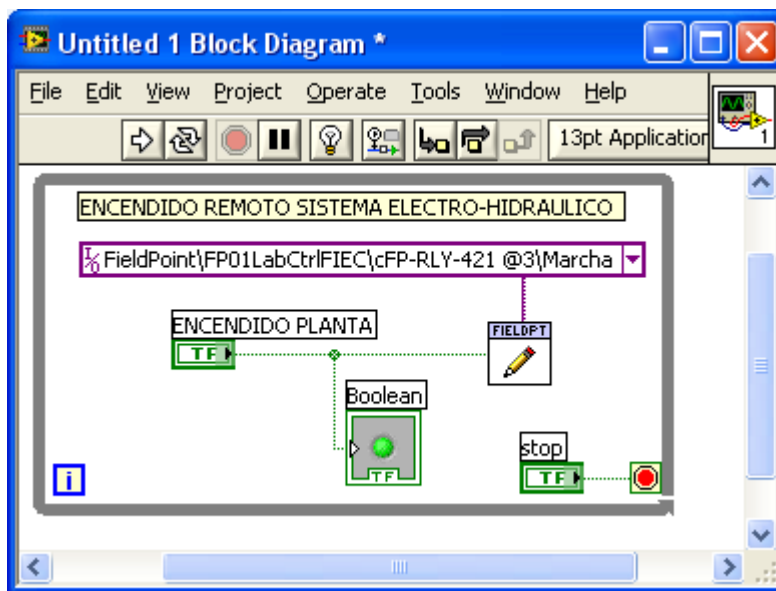 Untitled 1 Block Diagram *
File Edit View Project Operate Tools Window Help
13pt Application
1
ENCENDIDO REMOTO SISTEMA ELECTRO-HIDRAULICO
I/O FieldPoint\FP01LabCtrlFIEC\cFP-RLY-421 @3\Marcha
ENCENDIDO PLANTA
TF
FIELDPT
Boolean
TF
stop
TF
i